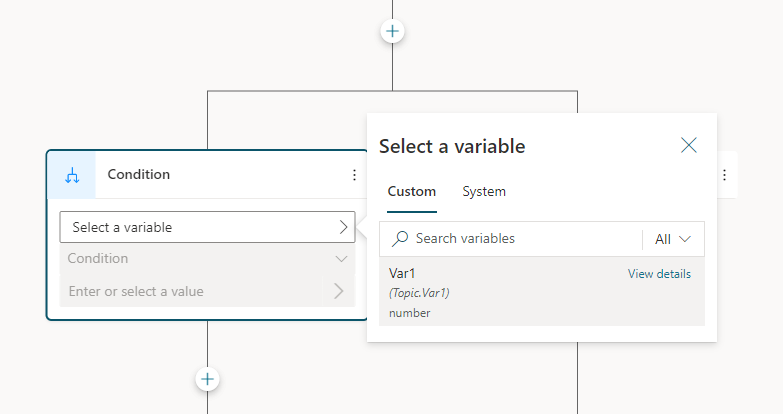 Condition
Select a variable
Condition
Enter or select a value
Select a variable
Custom System
Search variables All
Var1 View details
(Topic.Var1)
number